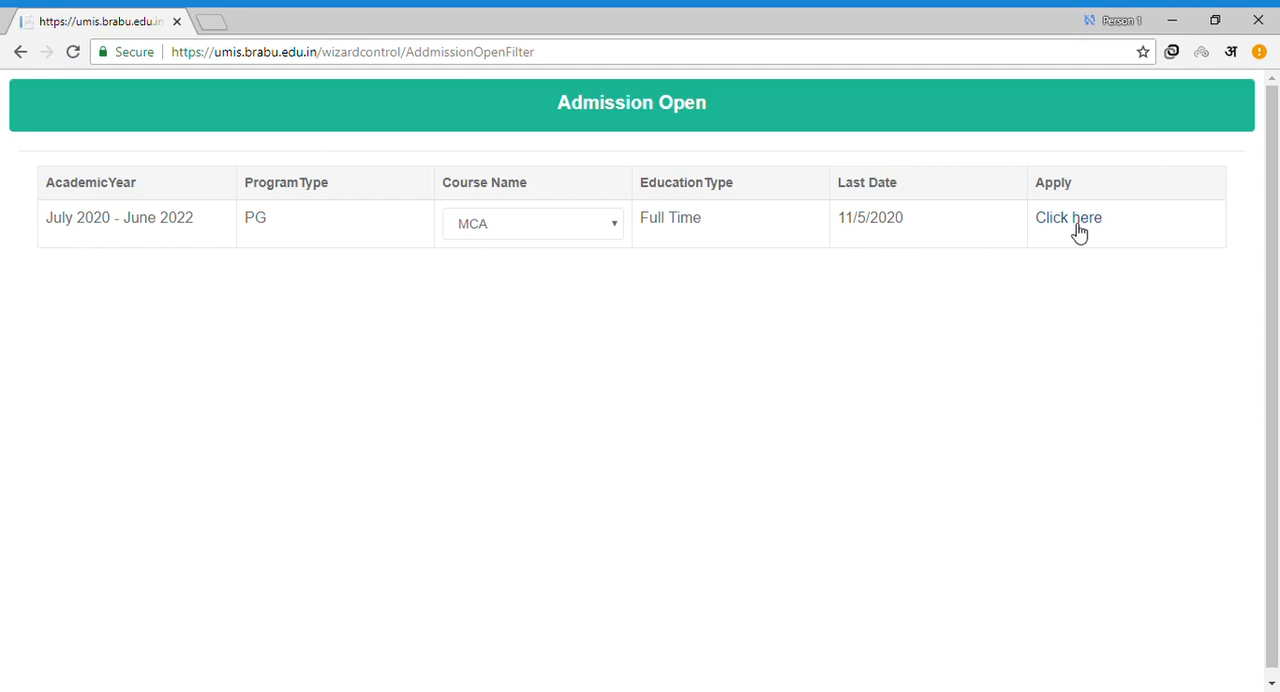 https://umis.brabu.edu.in
Person 1
Secure
https://umis.brabu.edu.in/wizardcontrol/AddmissionOpenFilter
अ
Admission Open
AcademicYear ProgramType Course Name EducationType Last Date Apply
July 2020 - June 2022 PG MCA Full Time 11/5/2020 Click here